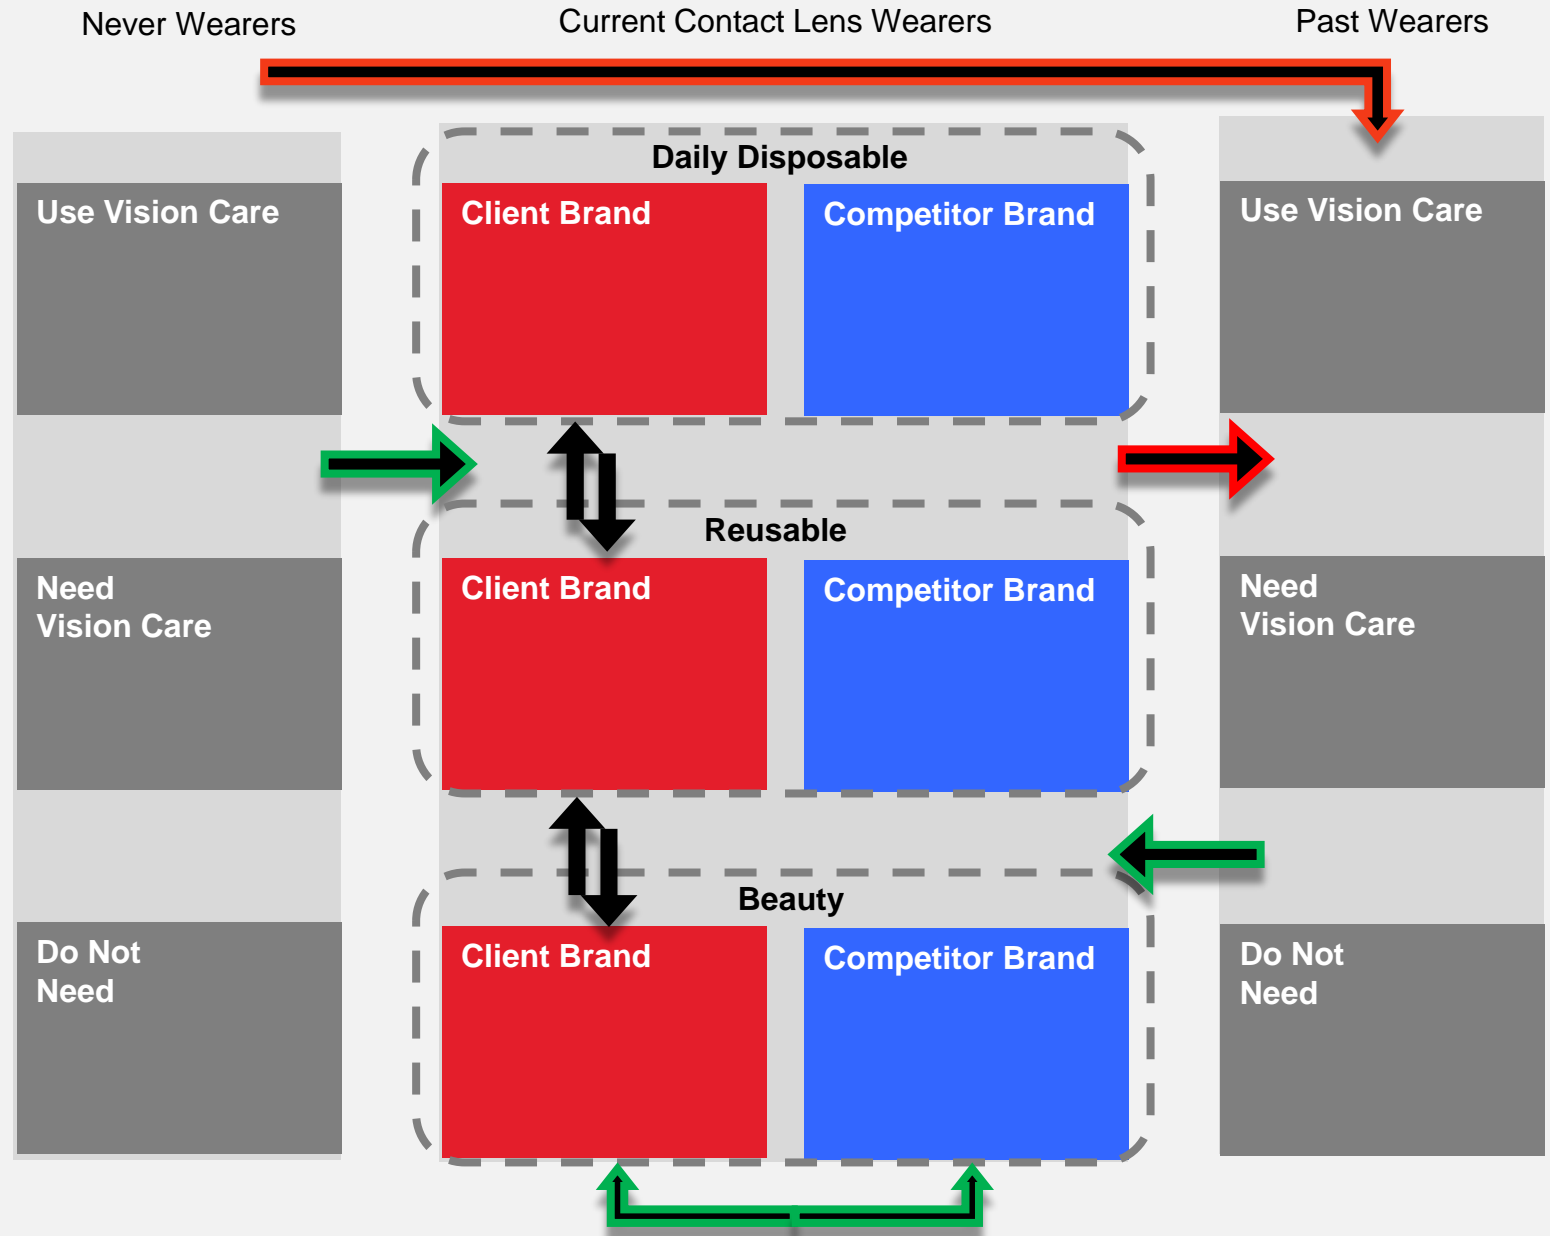 Never Wearers
Current Contact Lens Wearers
Past Wearers
Use Vision Care
Need
Vision Care
Do Not
Need
Daily Disposable
Client Brand
Competitor Brand
Reusable
Client Brand
Competitor Brand
Beauty
Client Brand
Competitor Brand
Use Vision Care
Need
Vision Care
Do Not
Need